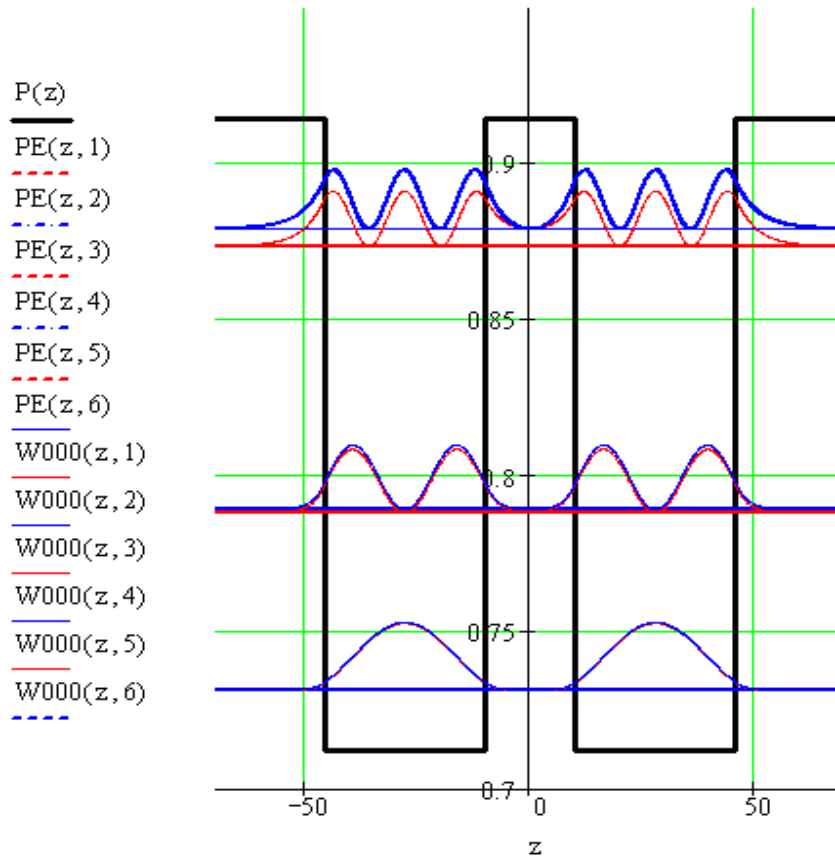 P(z)
PE(z,1)
PE(z,2)
PE(z,3)
PE(z,4)
PE(z,5)
PE(z,6)
W000(z,1)
W000(z,2)
W000(z,3)
W000(z,4)
W000(z,5)
W000(z,6)
0.9
0.85
0.8
0.75
0.7
−50
0
50
z